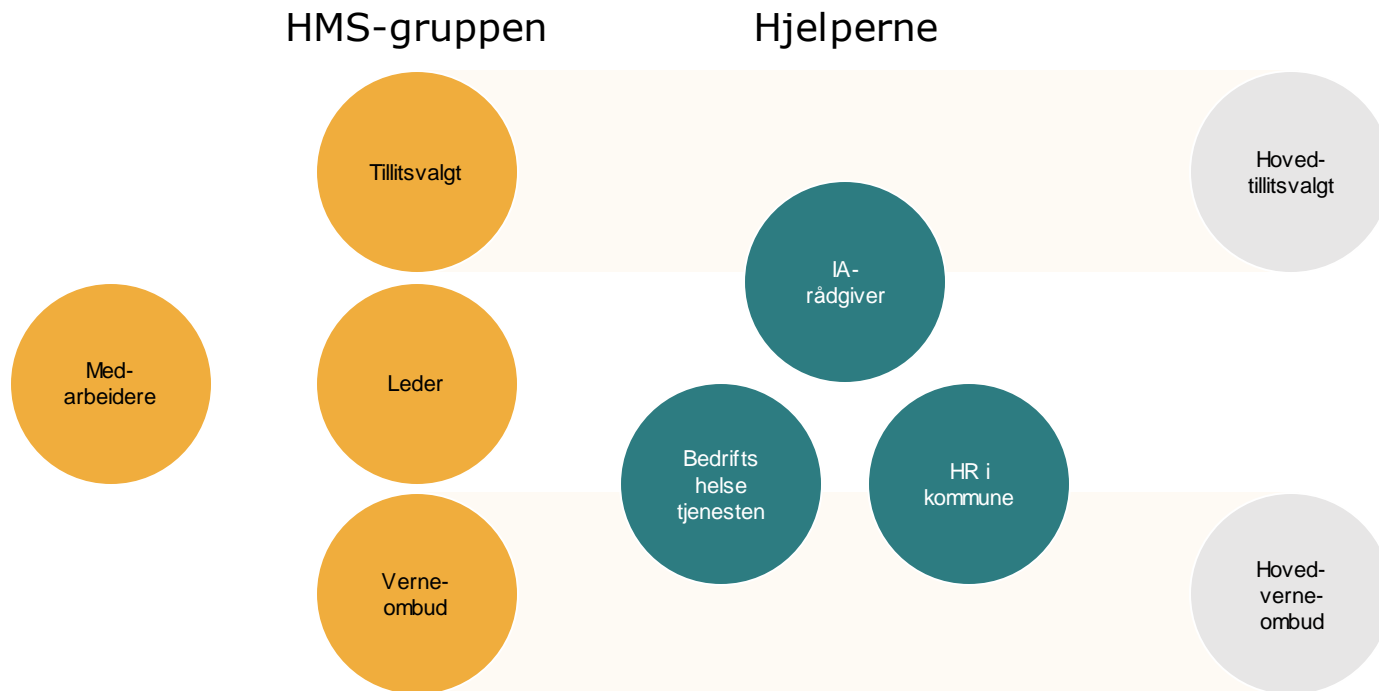 HMS-gruppen
Hjelperne
Tillitsvalgt
Hoved-
tillitsvalgt
IA-
rådgiver
Med-
arbeidere
Leder
Bedrifts
helse
tjenesten
HR i
kommune
Verne-
ombud
Hoved-
verne-
ombud